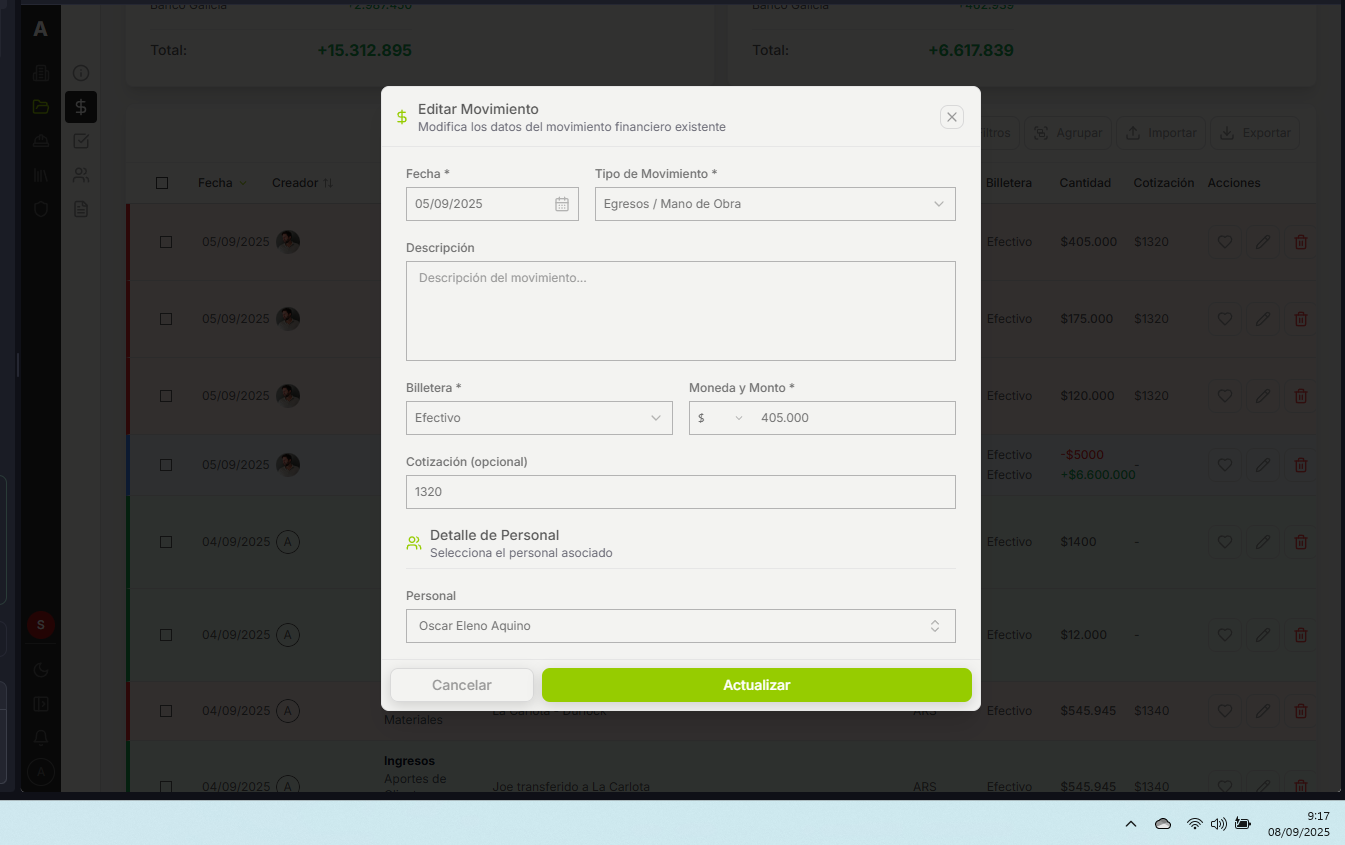 Banco Galicia +2.987.456 Banco Galicia +402.939
A
Total: +15.312.895 Total: +6.617.839
Editar Movimiento
Modifica los datos del movimiento financiero existente
Filtros Agrupar Importar Exportar
Fecha Creador Billetera Cantidad Cotización Acciones
Fecha * Tipo de Movimiento *
05/09/2025 Egresos / Mano de Obra
05/09/2025 Efectivo $405.000 $1320
Descripción
Descripción del movimiento...
05/09/2025 Efectivo $175.000 $1320
Billetera * Moneda y Monto *
05/09/2025 Efectivo $120.000 $1320
Efectivo $ 405.000
Cotización (opcional)
05/09/2025 Efectivo -$5000 -
Efectivo +$6.600.000
1320
Detalle de Personal
Selecciona el personal asociado
04/09/2025 A Efectivo $1400 -
Personal
Oscar Eleno Aquino
S
04/09/2025 A Efectivo $12.000 -
Cancelar Actualizar
04/09/2025 A Materiales La Carlota - Durlock ARS Efectivo $545.945 $1340
Ingresos
Aportes de
04/09/2025 A Joe transferido a La Carlota ARS Efectivo $545.945 $1340
A
9:17
08/09/2025